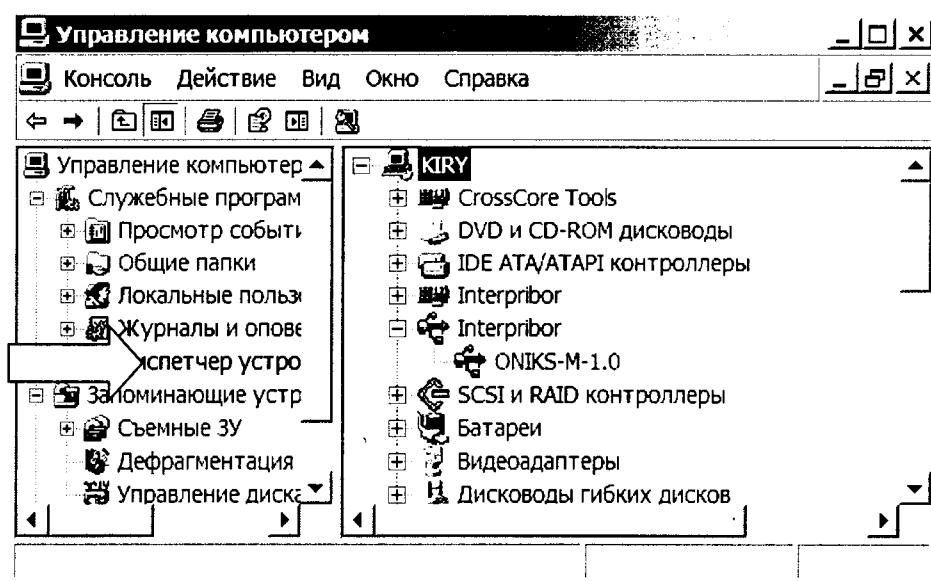 Управление компьютером
Консоль Действие Вид Окно Справка
Управление компьютер
Служебные програм
Просмотр событи
Общие папки
Локальные польз
Журналы и опове
испетчер устро
Запоминающие устр
Съемные ЗУ
Дефрагментация
Управление диска
KIRY
CrossCore Tools
DVD и CD-ROM дисководы
IDE ATA/ATAPI контроллеры
Interpribor
Interpribor
ONIKS-M-1.0
SCSI и RAID контроллеры
Батареи
Видеоадаптеры
Дисководы гибких дисков